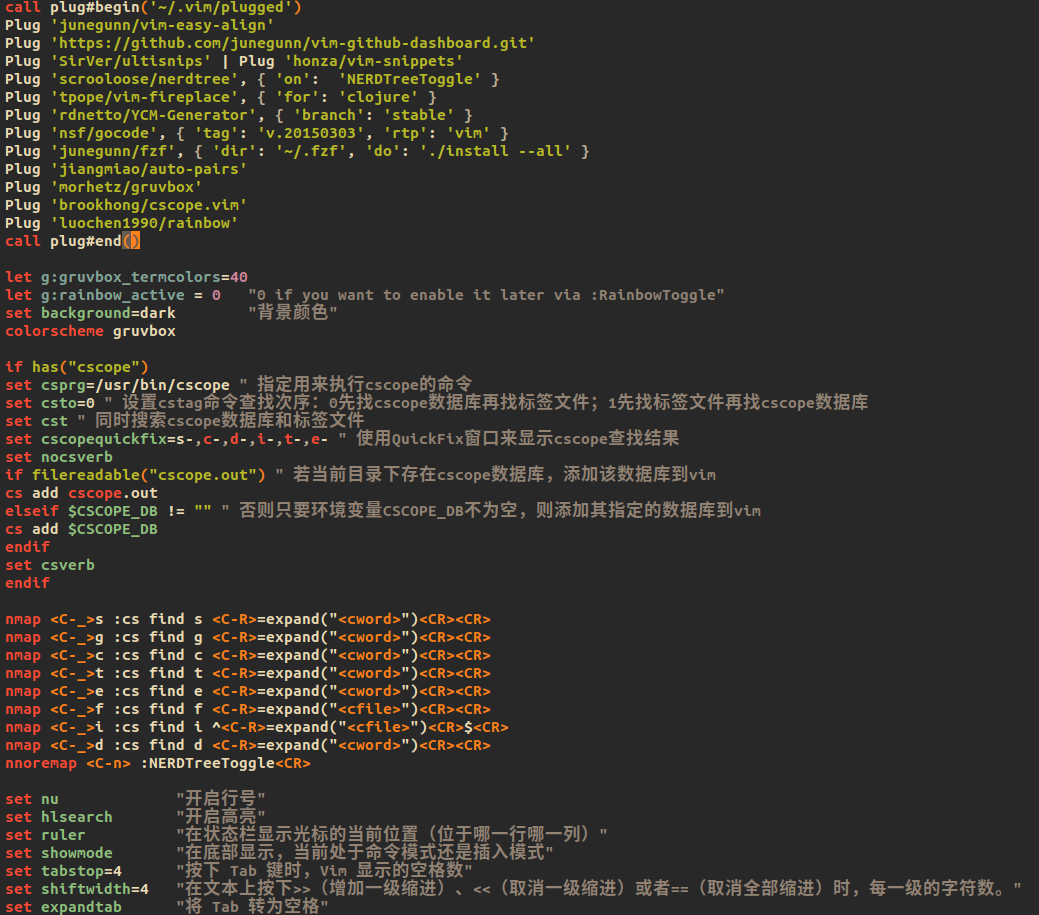 call plug#begin('~/.vim/plugged')
Plug 'junegunn/vim-easy-align'
Plug 'https://github.com/junegunn/vim-github-dashboard.git'
Plug 'SirVer/ultisnips' | Plug 'honza/vim-snippets'
Plug 'scrooloose/nerdtree', { 'on':  'NERDTreeToggle' }
Plug 'tpope/vim-fireplace', { 'for': 'clojure' }
Plug 'rdnetto/YCM-Generator', { 'branch': 'stable' }
Plug 'nsf/gocode', { 'tag': 'v.20150303', 'rtp': 'vim' }
Plug 'junegunn/fzf', { 'dir': '~/.fzf', 'do': './install --all' }
Plug 'jiangmiao/auto-pairs'
Plug 'morhetz/gruvbox'
Plug 'brookhong/cscope.vim'
Plug 'luochen1990/rainbow'
call plug#end()
let g:gruvbox_termcolors=40
let g:rainbow_active = 0   "0 if you want to enable it later via :RainbowToggle"
set background=dark        "背景颜色"
colorscheme gruvbox
if has("cscope")
set csprg=/usr/bin/cscope " 指定用来执行cscope的命令
set csto=0 " 设置cstag命令查找次序：0先找cscope数据库再找标签文件；1先找标签文件再找cscope数据库
set cst " 同时搜索cscope数据库和标签文件
set cscopequickfix=s-,c-,d-,i-,t-,e- " 使用QuickFix窗口来显示cscope查找结果
set nocsverb
if filereadable("cscope.out") " 若当前目录下存在cscope数据库，添加该数据库到vim
cs add cscope.out
elseif $CSCOPE_DB != "" " 否则只要环境变量CSCOPE_DB不为空，则添加其指定的数据库到vim
cs add $CSCOPE_DB
endif
set csverb
endif
nmap <C-_>s :cs find s <C-R>=expand("<cword>")<CR><CR>
nmap <C-_>g :cs find g <C-R>=expand("<cword>")<CR><CR>
nmap <C-_>c :cs find c <C-R>=expand("<cword>")<CR><CR>
nmap <C-_>t :cs find t <C-R>=expand("<cword>")<CR><CR>
nmap <C-_>e :cs find e <C-R>=expand("<cword>")<CR><CR>
nmap <C-_>f :cs find f <C-R>=expand("<cfile>")<CR><CR>
nmap <C-_>i :cs find i ^<C-R>=expand("<cfile>")<CR>$<CR>
nmap <C-_>d :cs find d <C-R>=expand("<cword>")<CR><CR>
nnoremap <C-n> :NERDTreeToggle<CR>
set nu             "开启行号"
set hlsearch       "开启高亮"
set ruler          "在状态栏显示光标的当前位置（位于哪一行哪一列）"
set showmode       "在底部显示，当前处于命令模式还是插入模式"
set tabstop=4      "按下 Tab 键时，Vim 显示的空格数"
set shiftwidth=4   "在文本上按下>>（增加一级缩进）、<<（取消一级缩进）或者==（取消全部缩进）时，每一级的字符数。"
set expandtab      "将 Tab 转为空格"